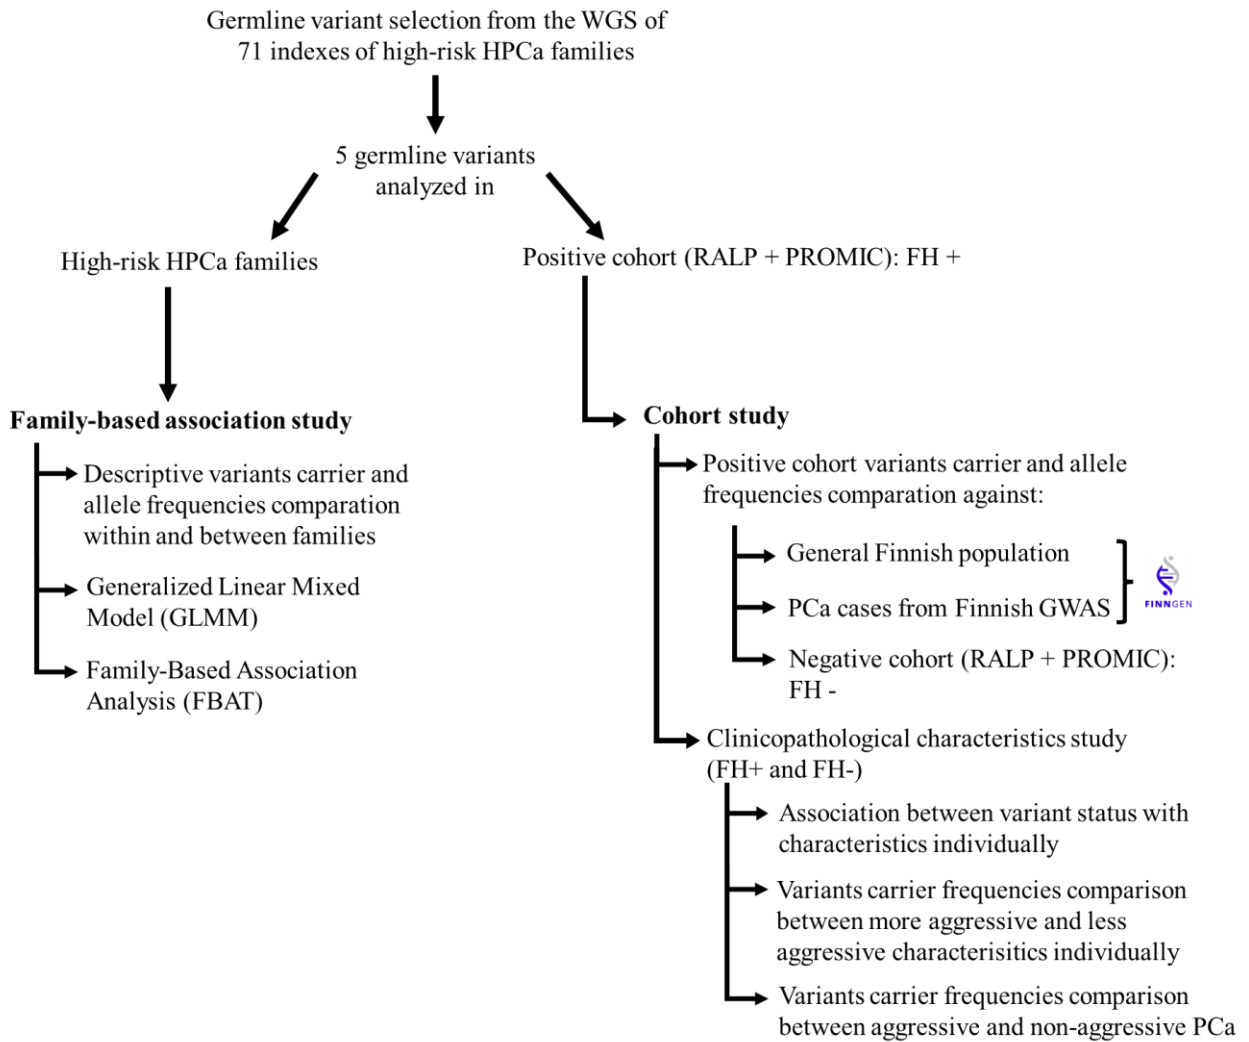 Germline variant selection from the WGS of
71 indexes of high-risk HPCa families
5 germline variants
analyzed in
High-risk HPCa families
Positive cohort (RALP + PROMIC): FH +
Family-based association study
Descriptive variants carrier and
allele frequencies comparation
within and between families
Generalized Linear Mixed
Model (GLMM)
Family-Based Association
Analysis (FBAT)
Cohort study
Positive cohort variants carrier and allele
frequencies comparation against:
General Finnish population
PCa cases from Finnish GWAS
FINNGEN
Negative cohort (RALP + PROMIC):
FH -
Clinicopathological characteristics study
(FH+ and FH-)
Association between variant status with
characteristics individually
Variants carrier frequencies comparison
between more aggressive and less
aggressive characterisitics individually
Variants carrier frequencies comparison
between aggressive and non-aggressive PCa